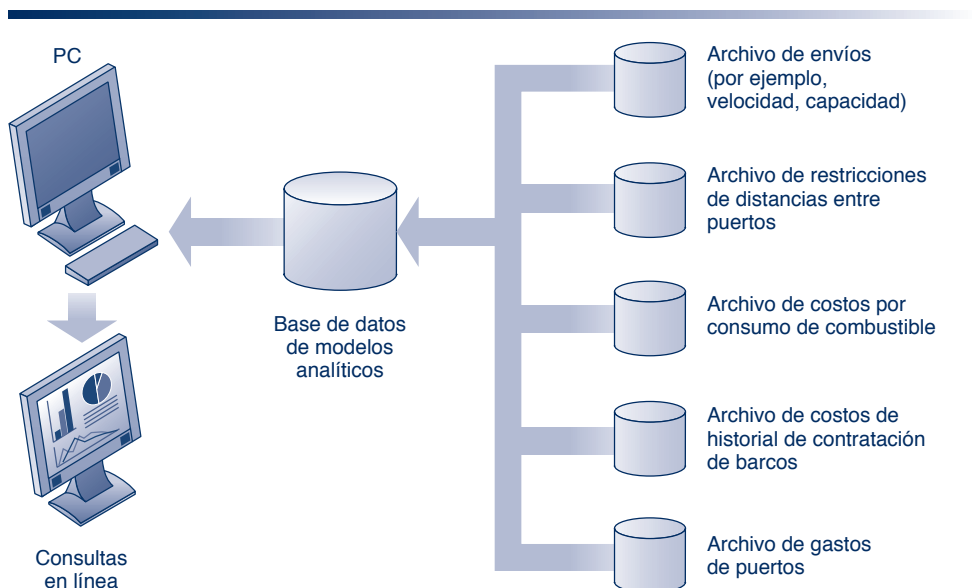 PC
Archivo de envíos
(por ejemplo,
velocidad, capacidad)
Archivo de restricciones
de distancias entre
puertos
Base de datos
de modelos
analíticos
Archivo de costos por
consumo de combustible
Archivo de costos de
historial de contratación
de barcos
Consultas
en línea
Archivo de gastos
de puertos